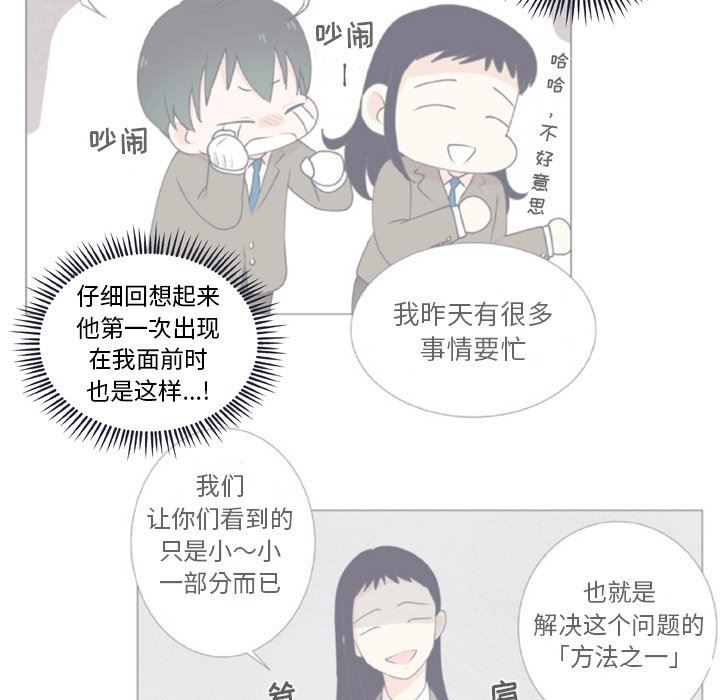 吵闹
吵闹
哈哈，不好意思
我昨天有很多
事情要忙
仔细回想起来
他第一次出现
在我面前时
也是这样...!
我们
让你们看到的
只是小～小
一部分而已
也就是
解决这个问题的
「方法之一」